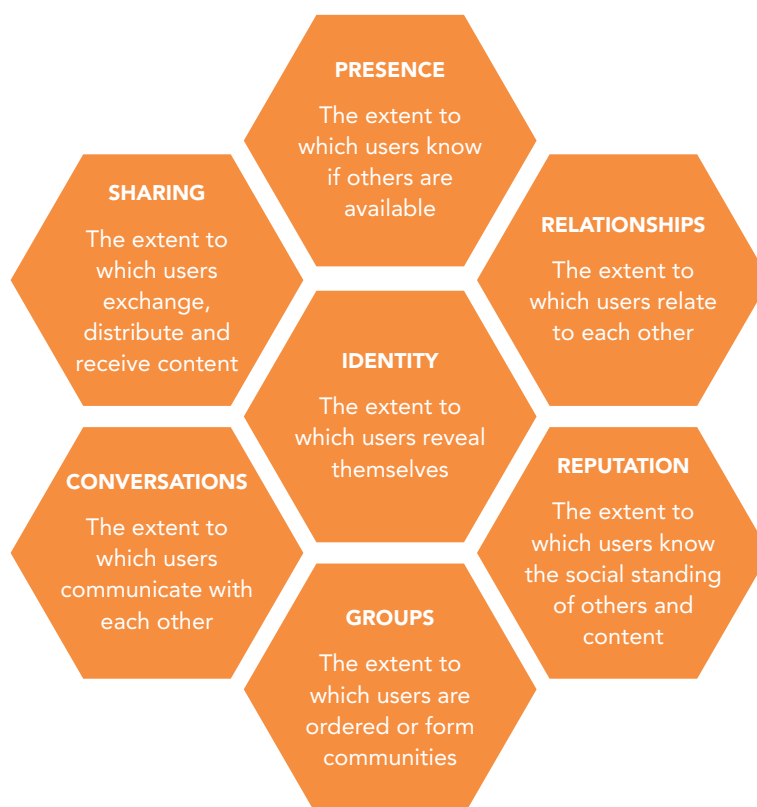 PRESENCE
The extent to
which users know
if others are
available
SHARING
The extent to
which users
exchange,
distribute and
receive content
RELATIONSHIPS
The extent to
which users relate
to each other
IDENTITY
The extent to
which users reveal
themselves
CONVERSATIONS
The extent to
which users
communicate with
each other
REPUTATION
The extent to
which users know
the social standing
of others and
content
GROUPS
The extent to
which users are
ordered or form
communities